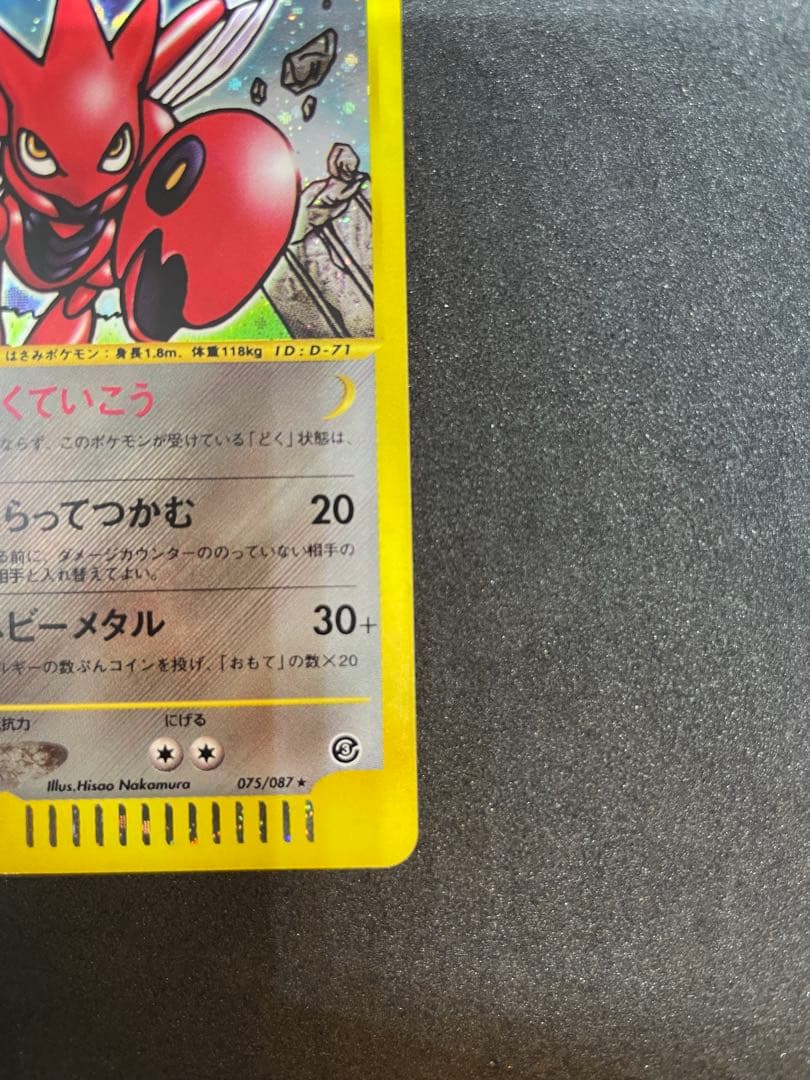 はさみポケモン：身長1.8m、体重118kg ID:D-71
くていこう
ならず、このポケモンが受けている「どく」状態は、
らってつかむ 20
る前に、ダメージカウンターののっていない相手の
相手と入れ替えてよい。
ビーメタル 30+
ルギーの数ぶんコインを投げ、「おもて」の数×20
抗力 にげる
3
Illus.Hisao Nakamura 075/087 ★